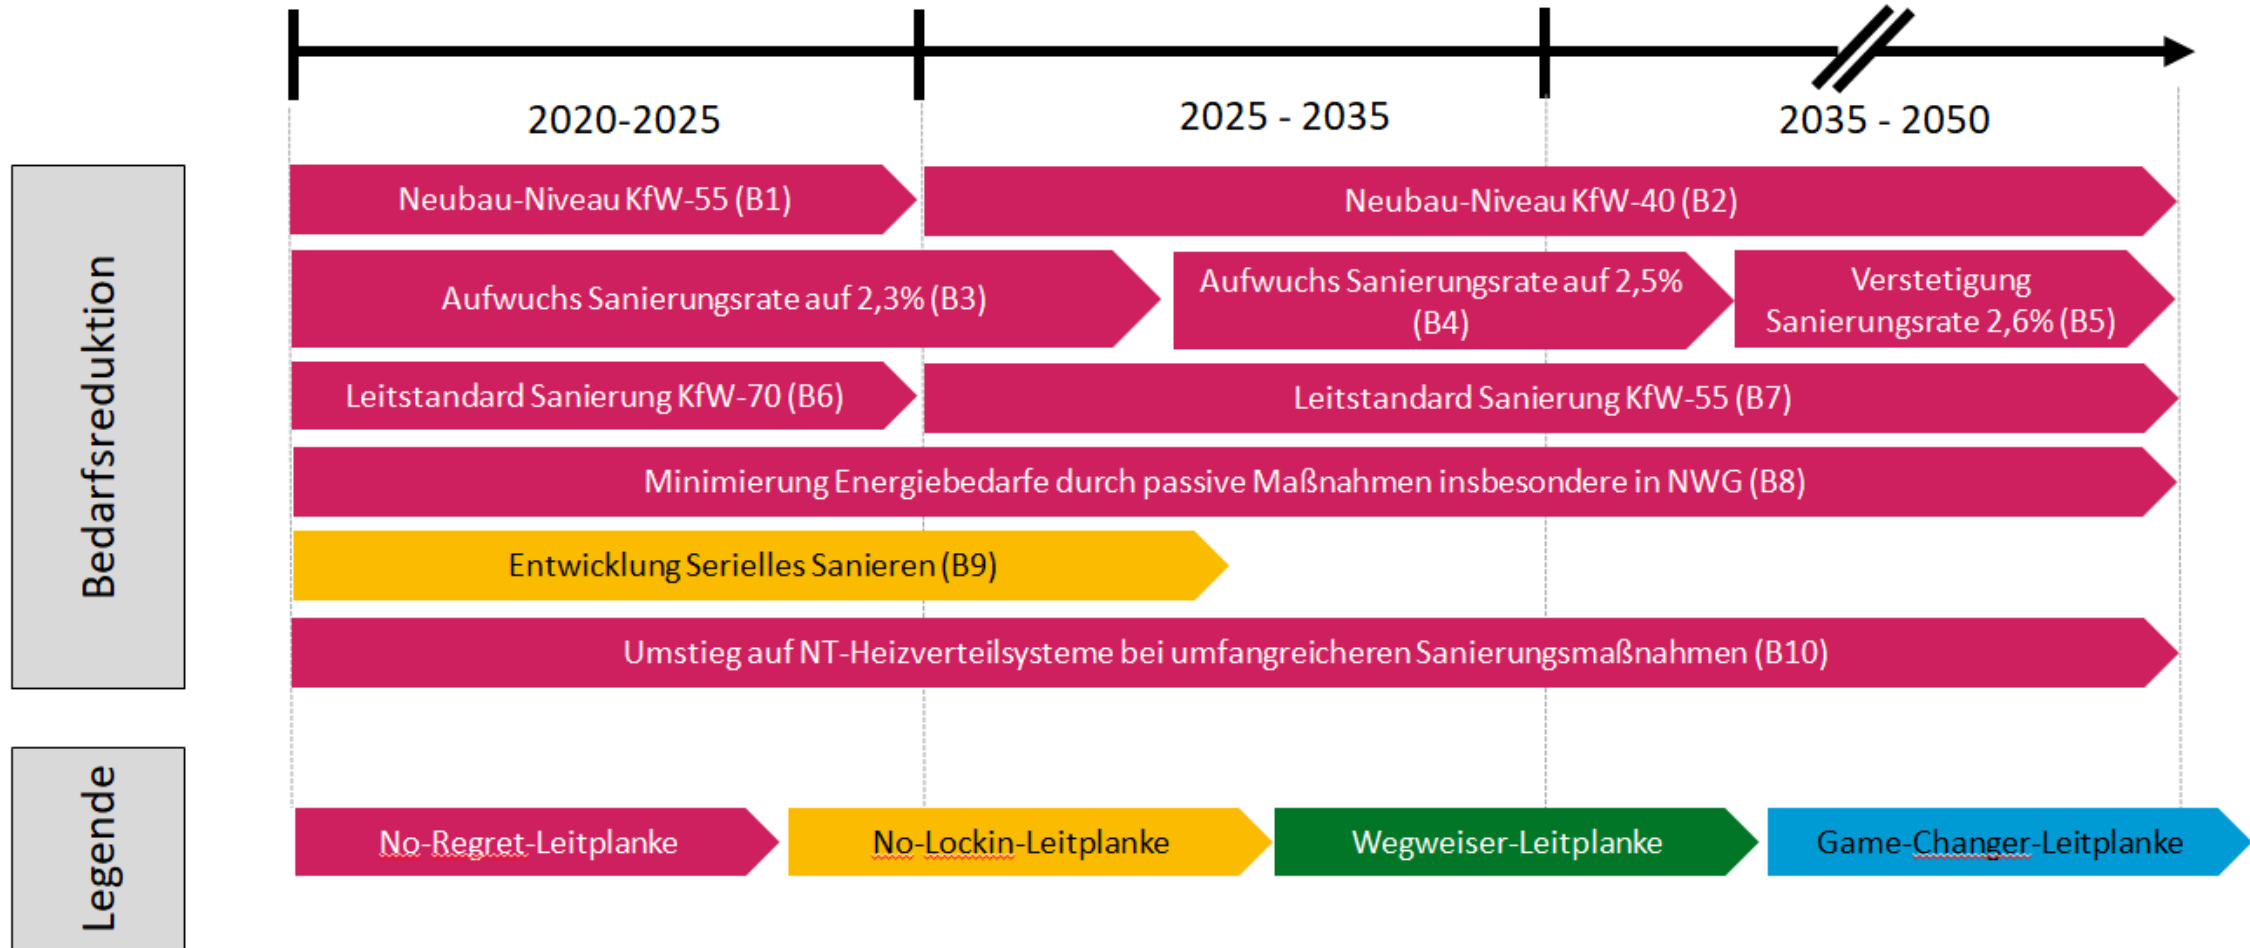 2020-2025
2025 - 2035
2035 - 2050
Bedarfsreduktion
Neubau-Niveau KfW-55 (B1)
Neubau-Niveau KfW-40 (B2)
Aufwuchs Sanierungsrate auf 2,3% (B3)
Aufwuchs Sanierungsrate auf 2,5%
(B4)
Verstetigung
Sanierungsrate 2,6% (B5)
Leitstandard Sanierung KfW-70 (B6)
Leitstandard Sanierung KfW-55 (B7)
Minimierung Energiebedarfe durch passive Maßnahmen insbesondere in NWG (B8)
Entwicklung Serielles Sanieren (B9)
Umstieg auf NT-Heizverteilsysteme bei umfangreicheren Sanierungsmaßnahmen (B10)
Legende
No-Regret-Leitplanke
No-Lockin-Leitplanke
Wegweiser-Leitplanke
Game-Changer-Leitplanke